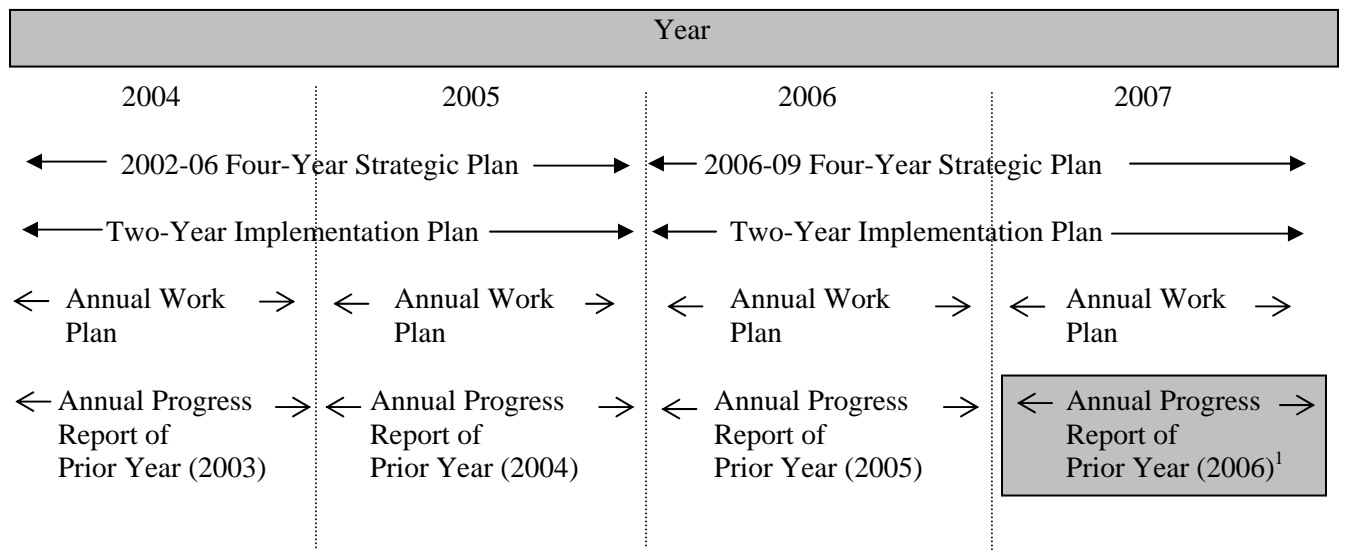 Year
2004 2005 2006 2007
2002-06 Four-Year Strategic Plan 2006-09 Four-Year Strategic Plan
Two-Year Implementation Plan Two-Year Implementation Plan
Annual Work Annual Work Annual Work Annual Work
Plan Plan Plan Plan
Annual Progress Annual Progress Annual Progress Annual Progress
Report of Report of Report of Report of
Prior Year (2003) Prior Year (2004) Prior Year (2005) Prior Year (2006)¹